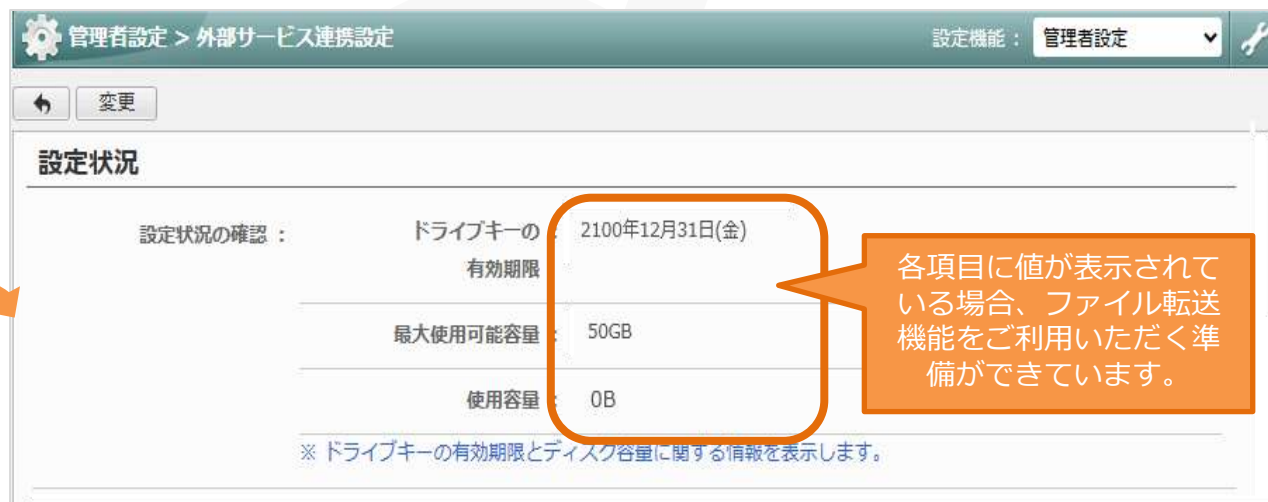 管理者設定 > 外部サービス連携設定
設定機能： 管理者設定
変更
設定状況
設定状況の確認：
ドライブキーの： 2100年12月31日(金)
有効期限
最大使用可能容量： 50GB
使用容量： 0B
※ ドライブキーの有効期限とディスク容量に関する情報を表示します。
各項目に値が表示されて
いる場合、ファイル転送
機能をご利用いただく準
備ができています。